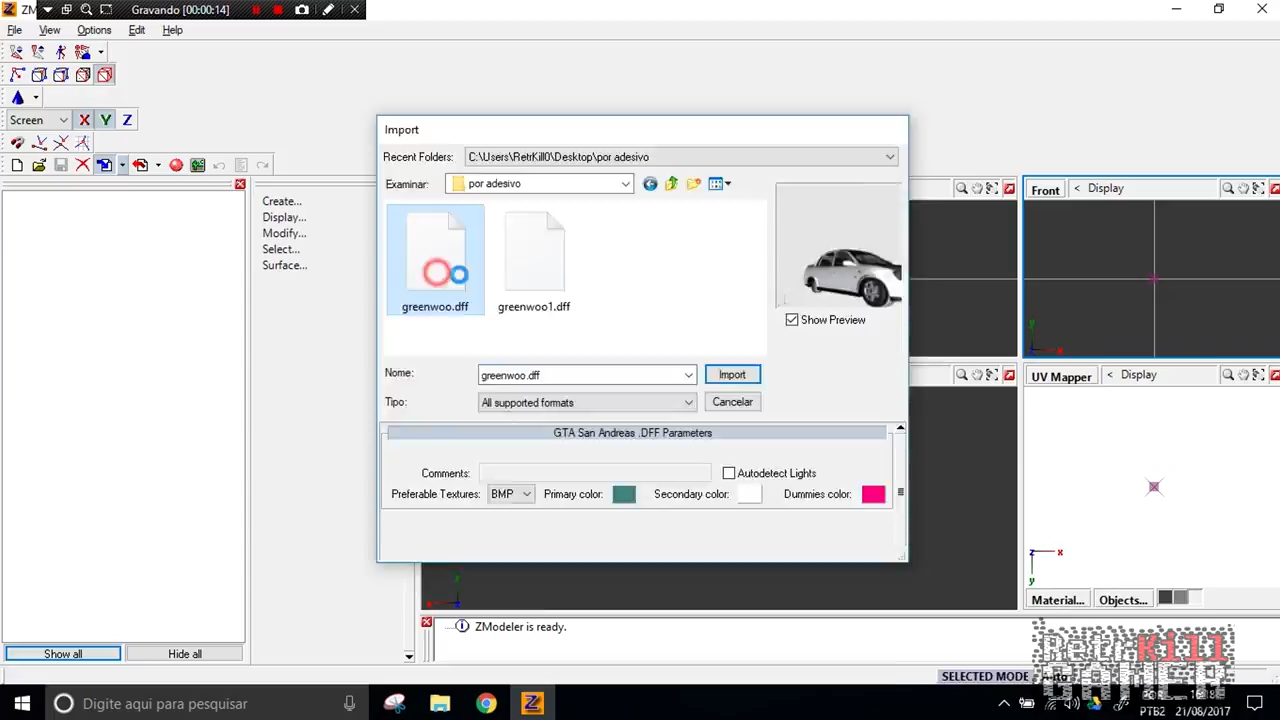 ZM
Gravando [00:00:14]
File View Options Edit Help
Screen X Y Z
Import
Recent Folders: C:\Users\RetrKill0\Desktop\por adesivo
Examinar: por adesivo
Create...
Display...
Modify...
Select...
Surface...
Front < Display
greenwoo.dff
greenwoo1.dff
Show Preview
Nome: greenwoo.dff Import
Tipo: All supported formats Cancelar
UV Mapper < Display
GTA San Andreas .DFF Parameters
Comments: Autodetect Lights
Preferable Textures: BMP Primary color: Secondary color: Dummies color:
z x
y
Material... Objects...
ZModeler is ready.
Show all Hide all
RetrKill
GAMER
SELECTED MODE
Digite aqui para pesquisar
PTB2 21/08/2017